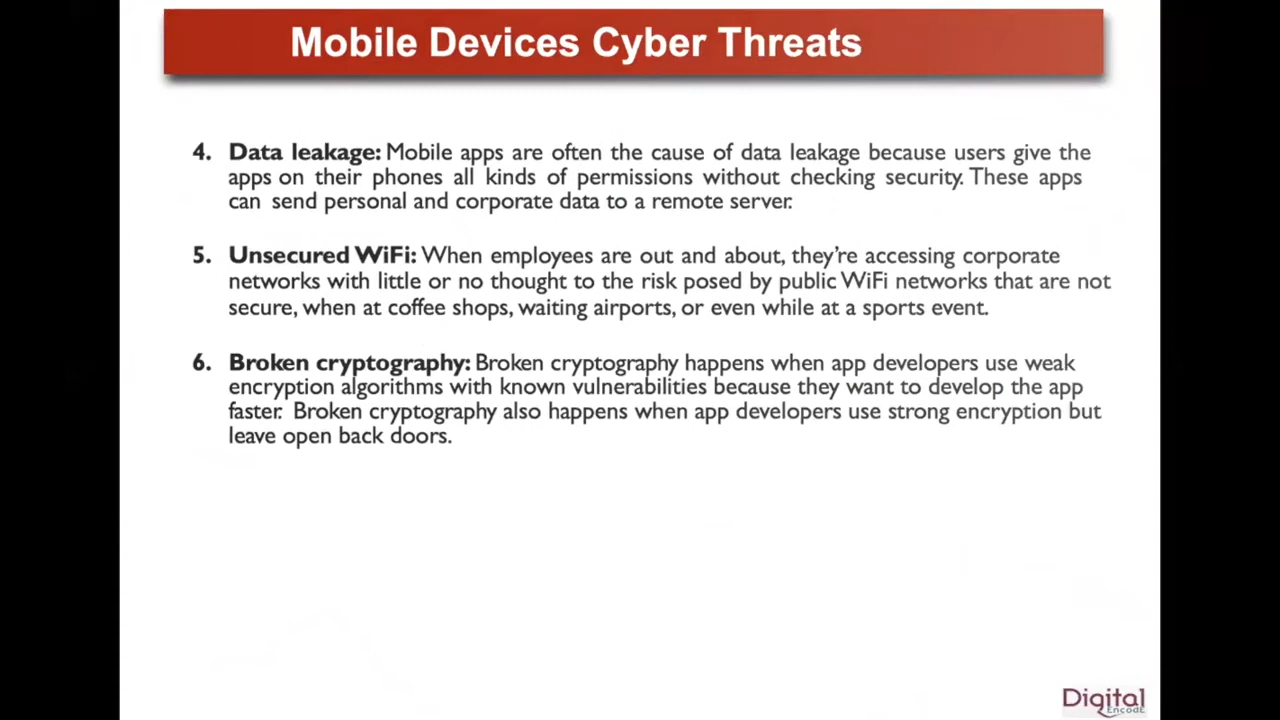 Mobile Devices Cyber Threats
4. Data leakage: Mobile apps are often the cause of data leakage because users give the
apps on their phones all kinds of permissions without checking security. These apps
can send personal and corporate data to a remote server.
5. Unsecured WiFi: When employees are out and about, they're accessing corporate
networks with little or no thought to the risk posed by public WiFi networks that are not
secure, when at coffee shops, waiting airports, or even while at a sports event.
6. Broken cryptography: Broken cryptography happens when app developers use weak
encryption algorithms with known vulnerabilities because they want to develop the app
faster. Broken cryptography also happens when app developers use strong encryption but
leave open back doors.
Digital
EncodE